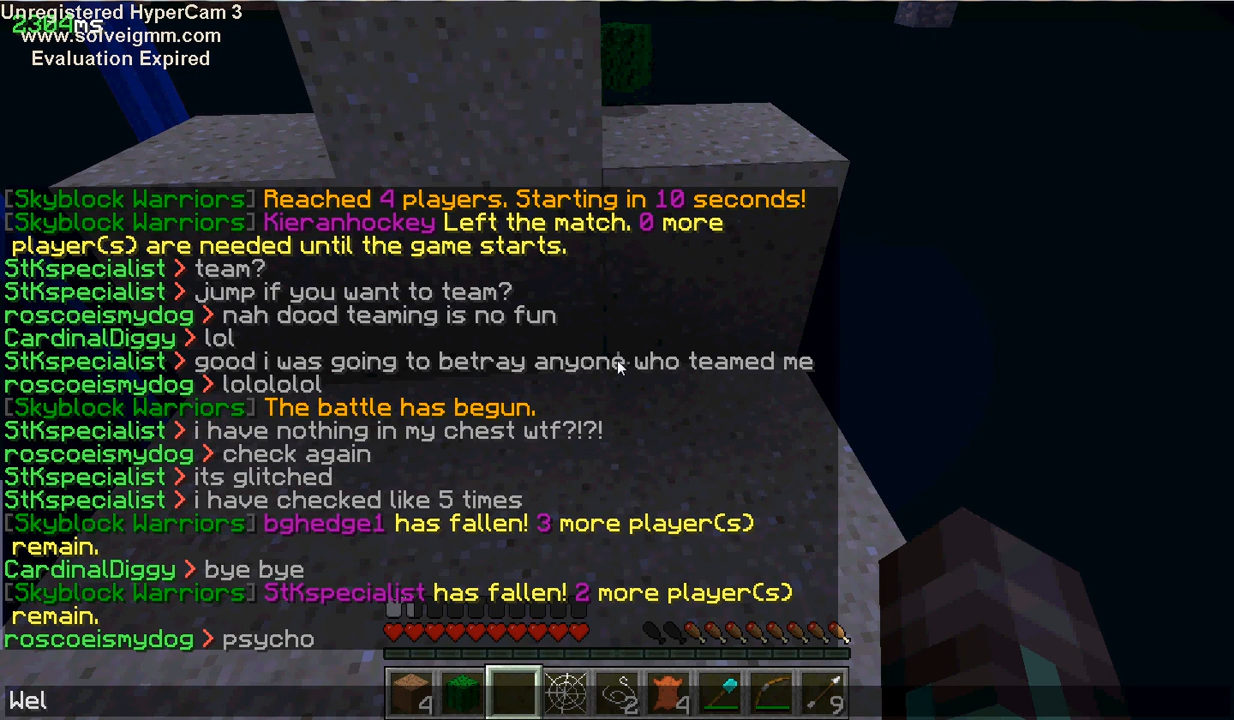 Unregistered HyperCam 3
2304ms
www.solveigmm.com
Evaluation Expired
[Skyblock Warriors] Reached 4 players. Starting in 10 seconds!
[Skyblock Warriors] Kieranhockey Left the match. 0 more
player(s) are needed until the game starts.
StKspecialist > team?
StKspecialist > jump if you want to team?
roscoeismydog > nah dood teaming is no fun
CardinalDiggy > lol
StKspecialist > good i was going to betray anyone who teamed me
roscoeismydog > lolololol
[Skyblock Warriors] The battle has begun.
StKspecialist > i have nothing in my chest wtf?!?!
roscoeismydog > check again
StKspecialist > its glitched
StKspecialist > i have checked like 5 times
[Skyblock Warriors] bghedge1 has fallen! 3 more player(s)
remain.
CardinalDiggy > bye bye
[Skyblock Warriors] StKspecialist has fallen! 2 more player(s)
remain.
roscoeismydog > psycho
4 2 4 9
Wel